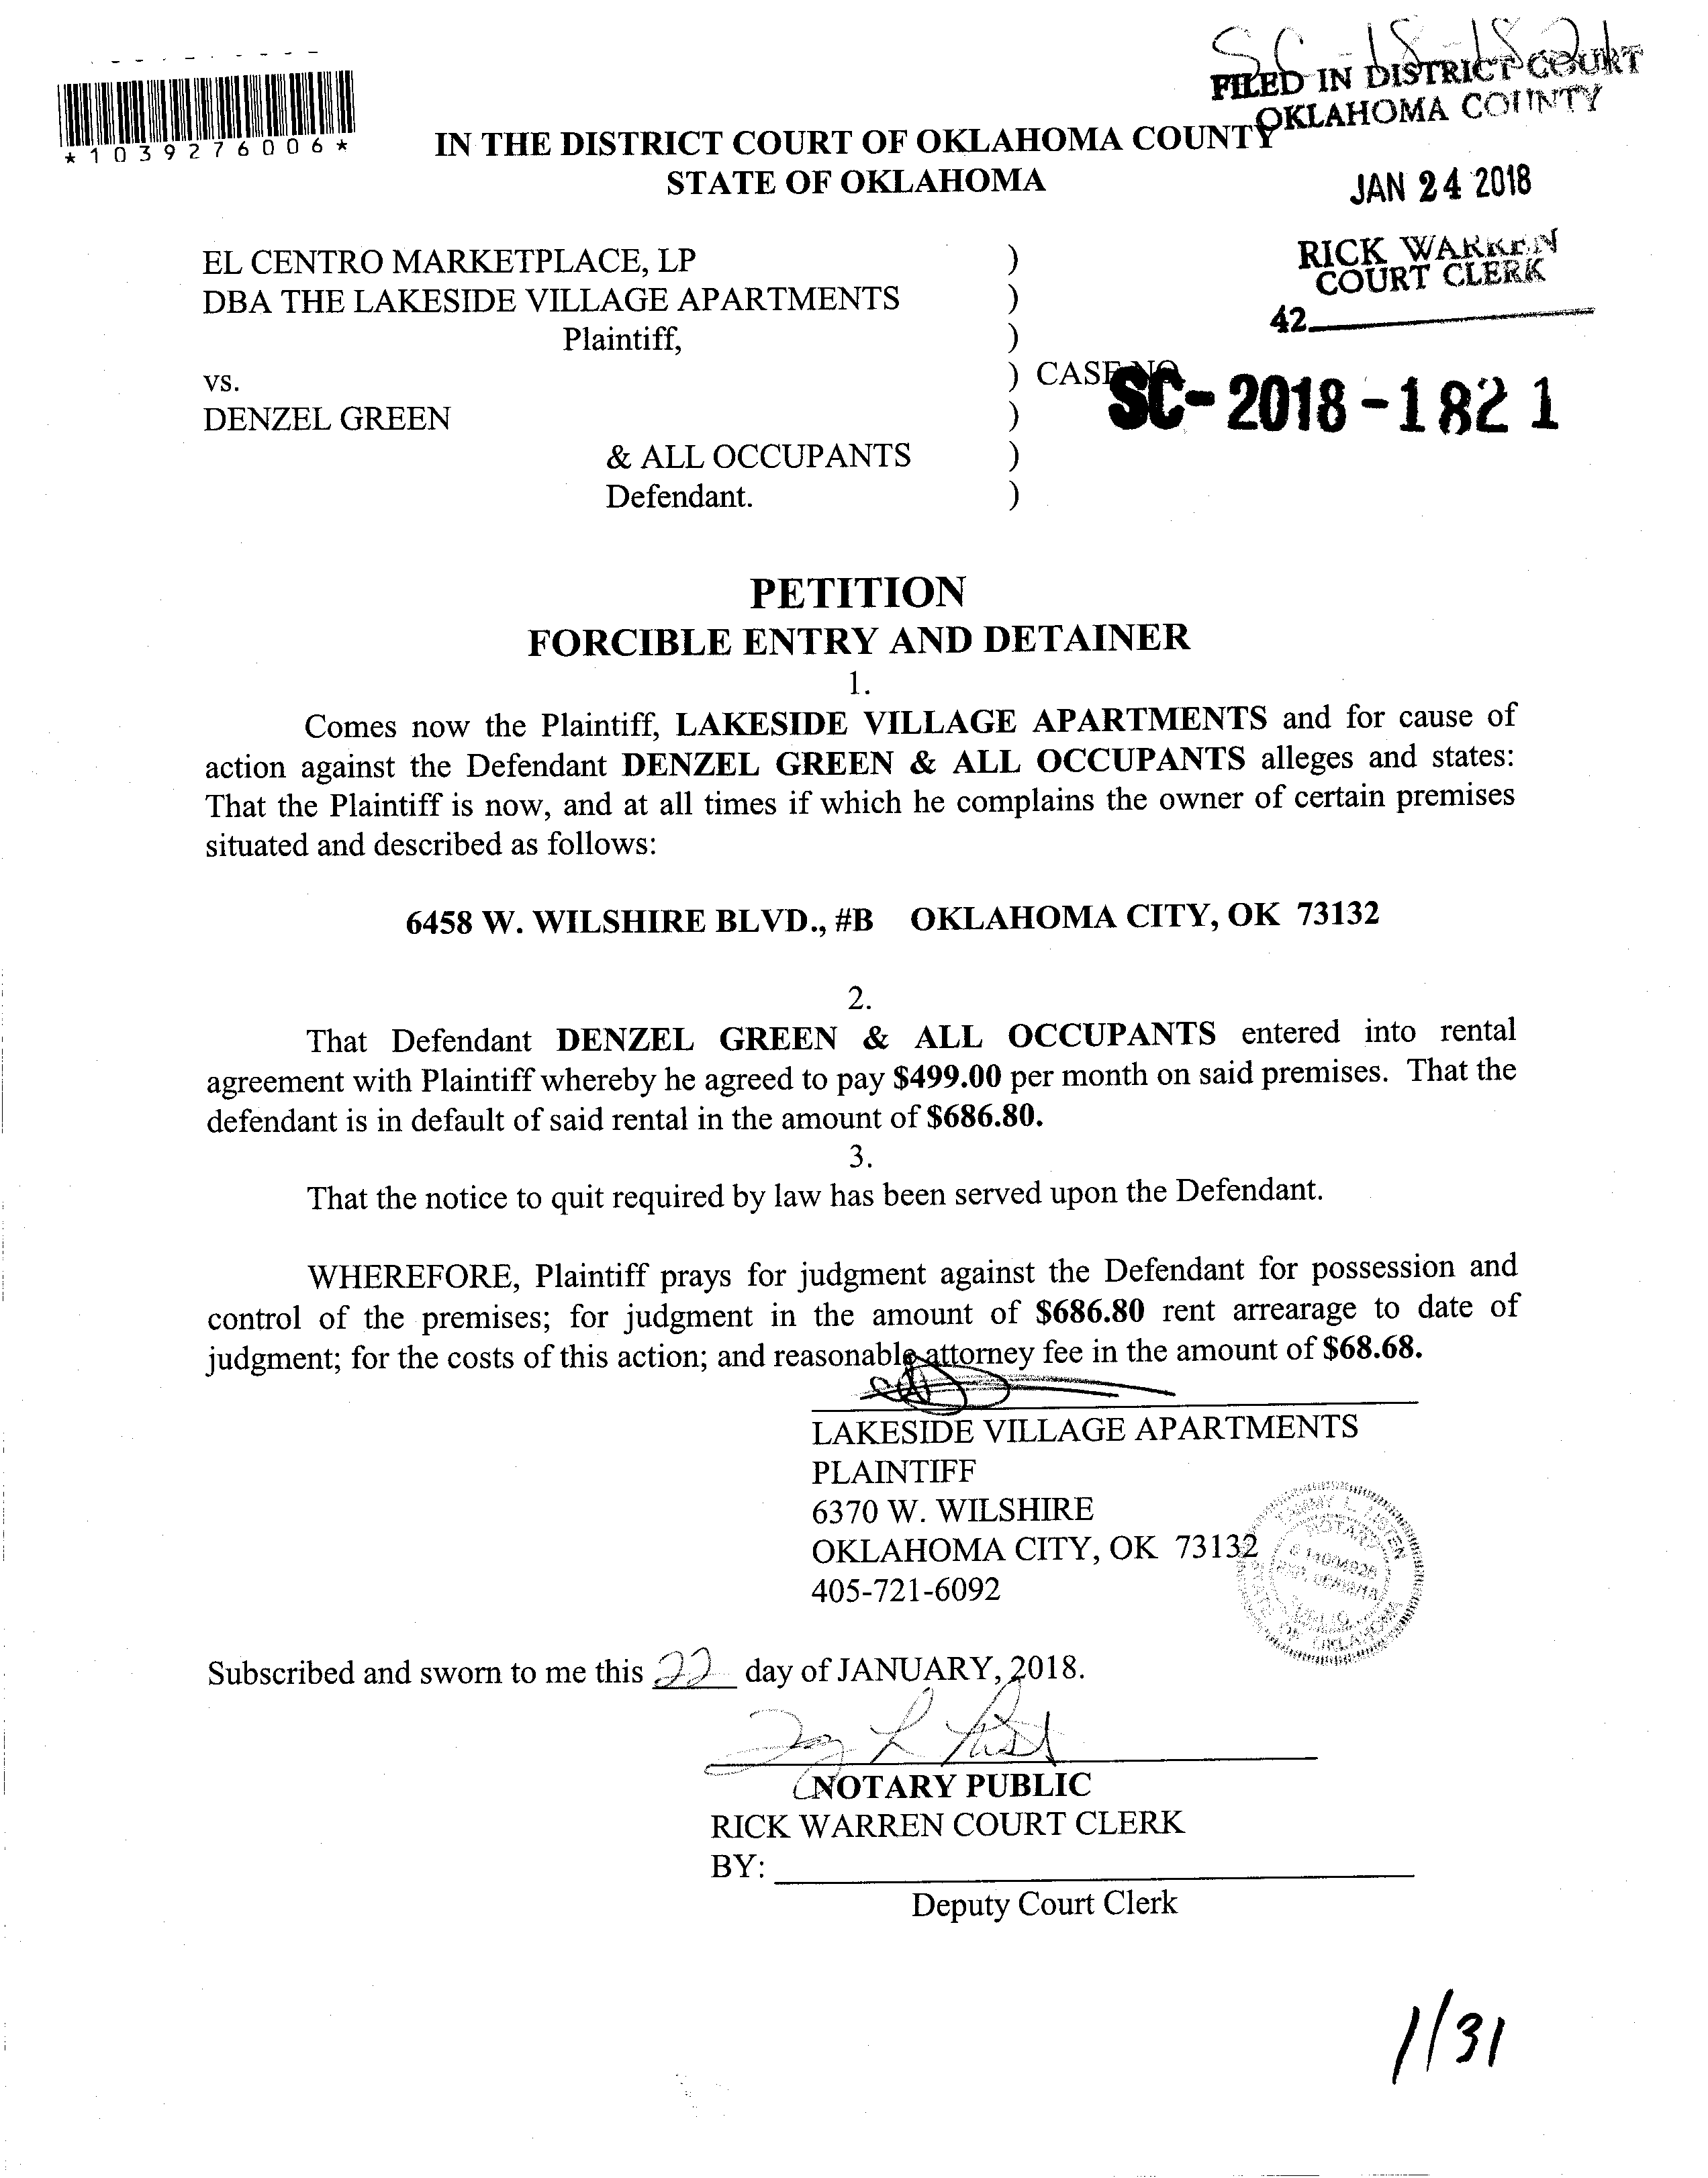 SC-18-1821
FILED IN DISTRICT COURT
OKLAHOMA COUNTY
*1039276006*
IN THE DISTRICT COURT OF OKLAHOMA COUNTY
STATE OF OKLAHOMA
JAN 24 2018
RICK WARREN
COURT CLERK
42
EL CENTRO MARKETPLACE, LP )
DBA THE LAKESIDE VILLAGE APARTMENTS )
Plaintiff, )
vs. ) CASE NO.
SC-2018-1821
DENZEL GREEN )
& ALL OCCUPANTS )
Defendant. )
PETITION
FORCIBLE ENTRY AND DETAINER
1.
Comes now the Plaintiff, LAKESIDE VILLAGE APARTMENTS and for cause of
action against the Defendant DENZEL GREEN & ALL OCCUPANTS alleges and states:
That the Plaintiff is now, and at all times if which he complains the owner of certain premises
situated and described as follows:
6458 W. WILSHIRE BLVD., #B OKLAHOMA CITY, OK 73132
2.
That Defendant DENZEL GREEN & ALL OCCUPANTS entered into rental
agreement with Plaintiff whereby he agreed to pay $499.00 per month on said premises. That the
defendant is in default of said rental in the amount of $686.80.
3.
That the notice to quit required by law has been served upon the Defendant.
WHEREFORE, Plaintiff prays for judgment against the Defendant for possession and
control of the premises; for judgment in the amount of $686.80 rent arrearage to date of
judgment; for the costs of this action; and reasonable attorney fee in the amount of $68.68.
LAKESIDE VILLAGE APARTMENTS
PLAINTIFF
6370 W. WILSHIRE
OKLAHOMA CITY, OK 73132
405-721-6092
NOTARY
OF OKLAHOMA
Subscribed and sworn to me this 22 day of JANUARY, 2018.
NOTARY PUBLIC
RICK WARREN COURT CLERK
BY:
Deputy Court Clerk
1/31